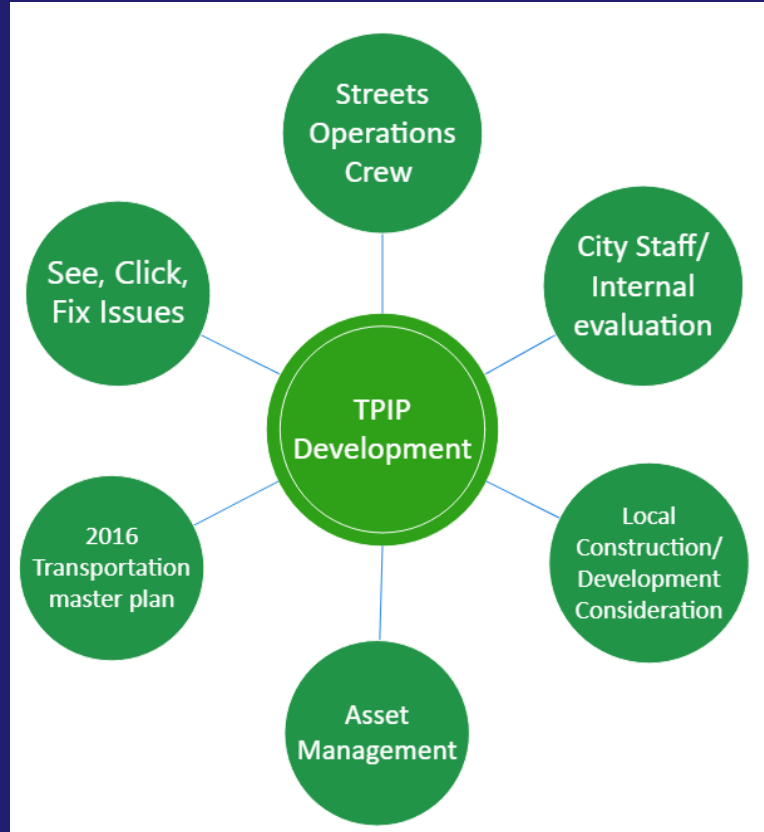 Streets
Operations
Crew
City Staff/
Internal
evaluation
See, Click,
Fix Issues
TPIP
Development
Local
Construction/
Development
Consideration
2016
Transportation
master plan
Asset
Management